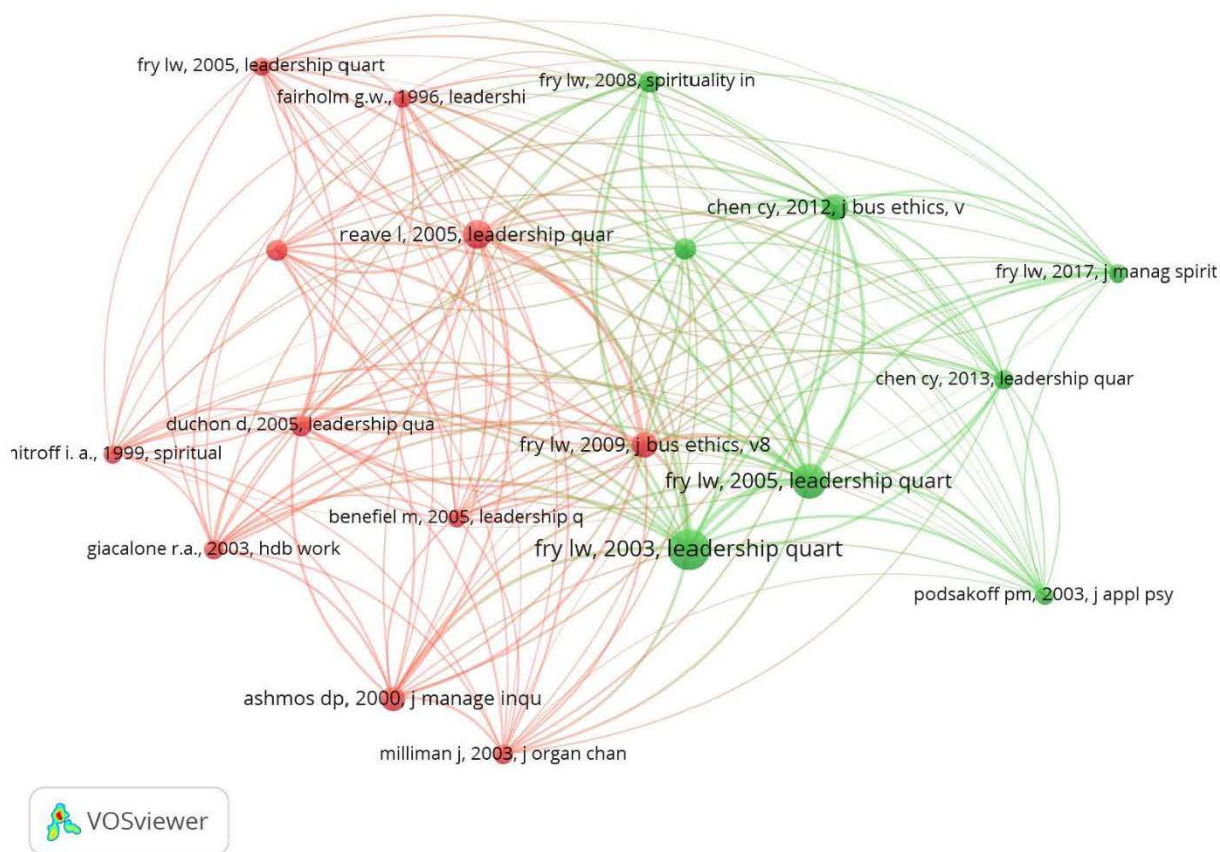 fry lw, 2005, leadership quart
fry lw, 2008, spirituality in
fairholm g.w., 1996, leadershi
chen cy, 2012, j bus ethics, v
reave l, 2005, leadership quar
fry lw, 2017, j manag spirit
chen cy, 2013, leadership quar
duchon d, 2005, leadership qua
fry lw, 2009, j bus ethics, v8
nitroff i. a., 1999, spiritual
fry lw, 2005, leadership quart
benefiel m, 2005, leadership q
giacalone r.a., 2003, hdb work
fry lw, 2003, leadership quart
podsakoff pm, 2003, j appl psy
ashmos dp, 2000, j manage inqu
milliman j, 2003, j organ chan
VOSviewer